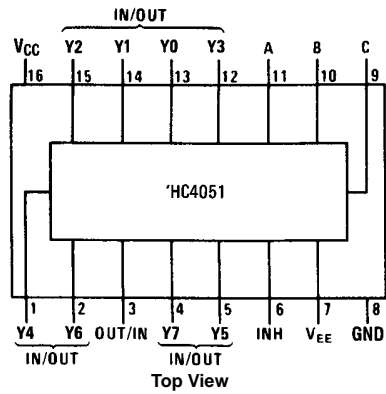 IN/OUT
VCC Y2 Y1 Y0 Y3 A B C
16 15 14 13 12 11 10 9
'HC4051
1 2 3 4 5 6 7 8
Y4 Y6 OUT/IN Y7 Y5 INH VEE GND
IN/OUT IN/OUT
Top View